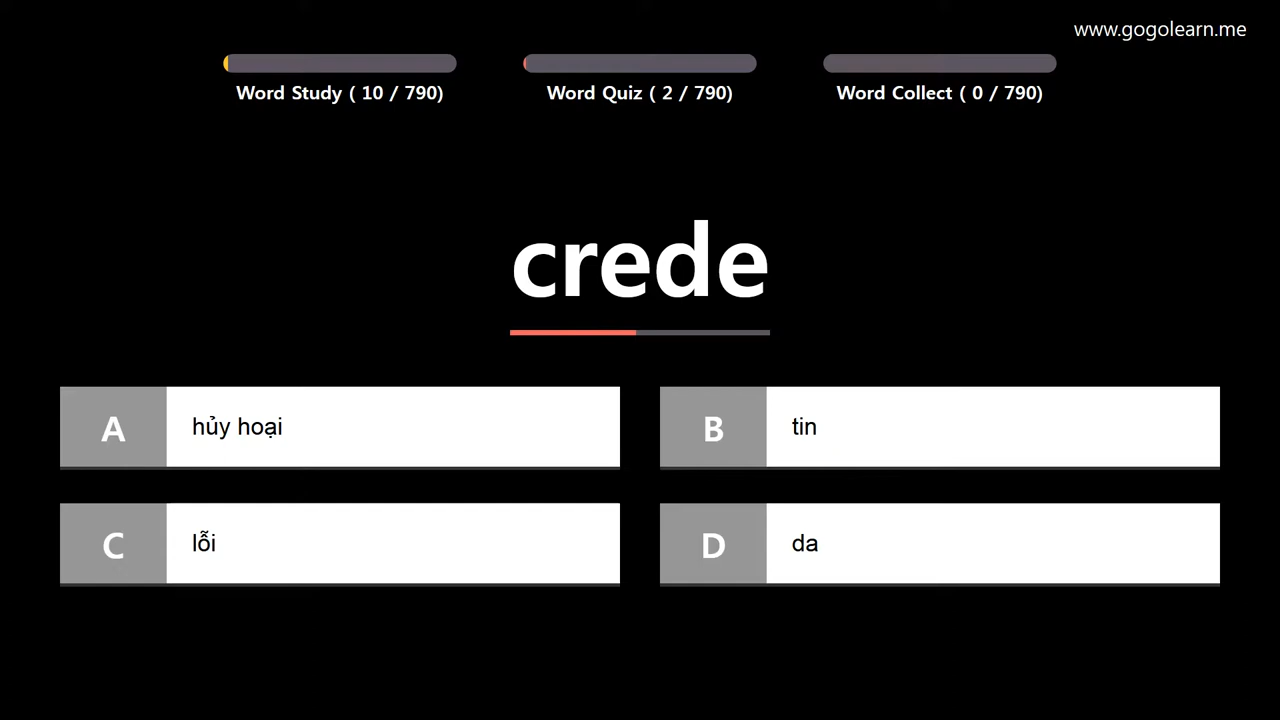 www.gogolearn.me
Word Study ( 10 / 790)
Word Quiz ( 2 / 790)
Word Collect ( 0 / 790)
crede
A hủy hoại
B tin
C lỗi
D da